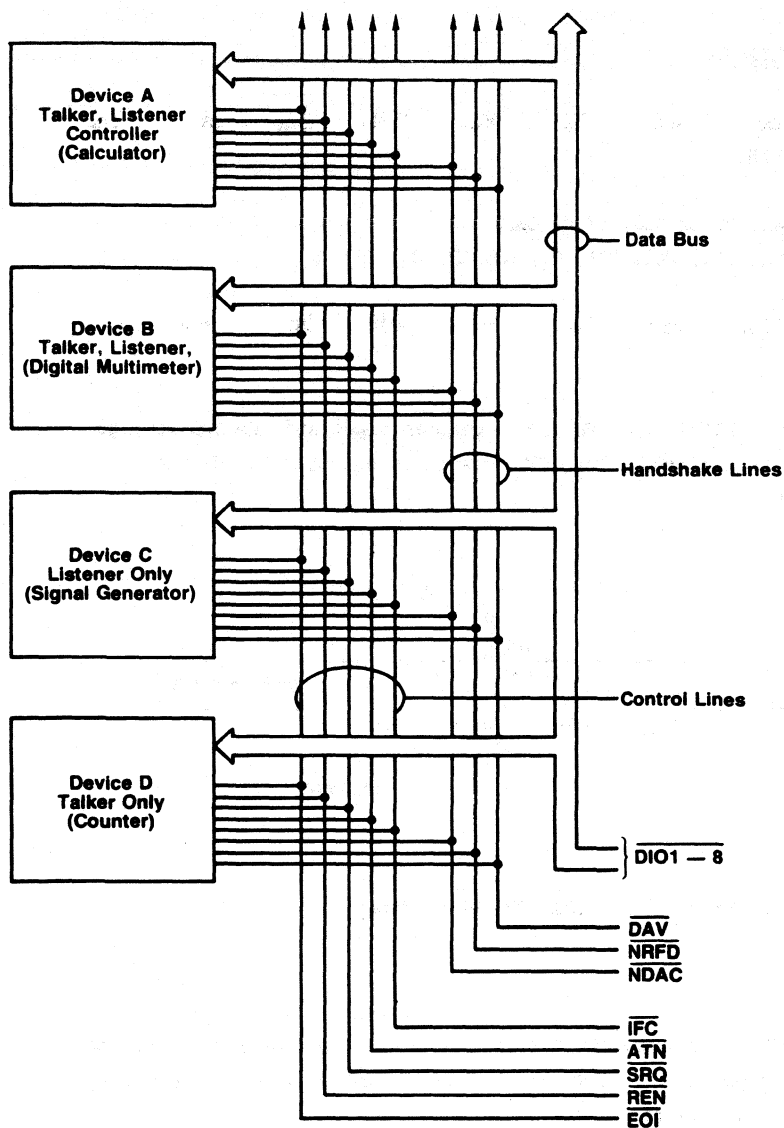 Device A
Talker, Listener
Controller
(Calculator)
Data Bus
Device B
Talker, Listener,
(Digital Multimeter)
Handshake Lines
Device C
Listener Only
(Signal Generator)
Control Lines
Device D
Talker Only
(Counter)
DIO1 — 8
DAV
NRFD
NDAC
IFC
ATN
SRQ
REN
EOI